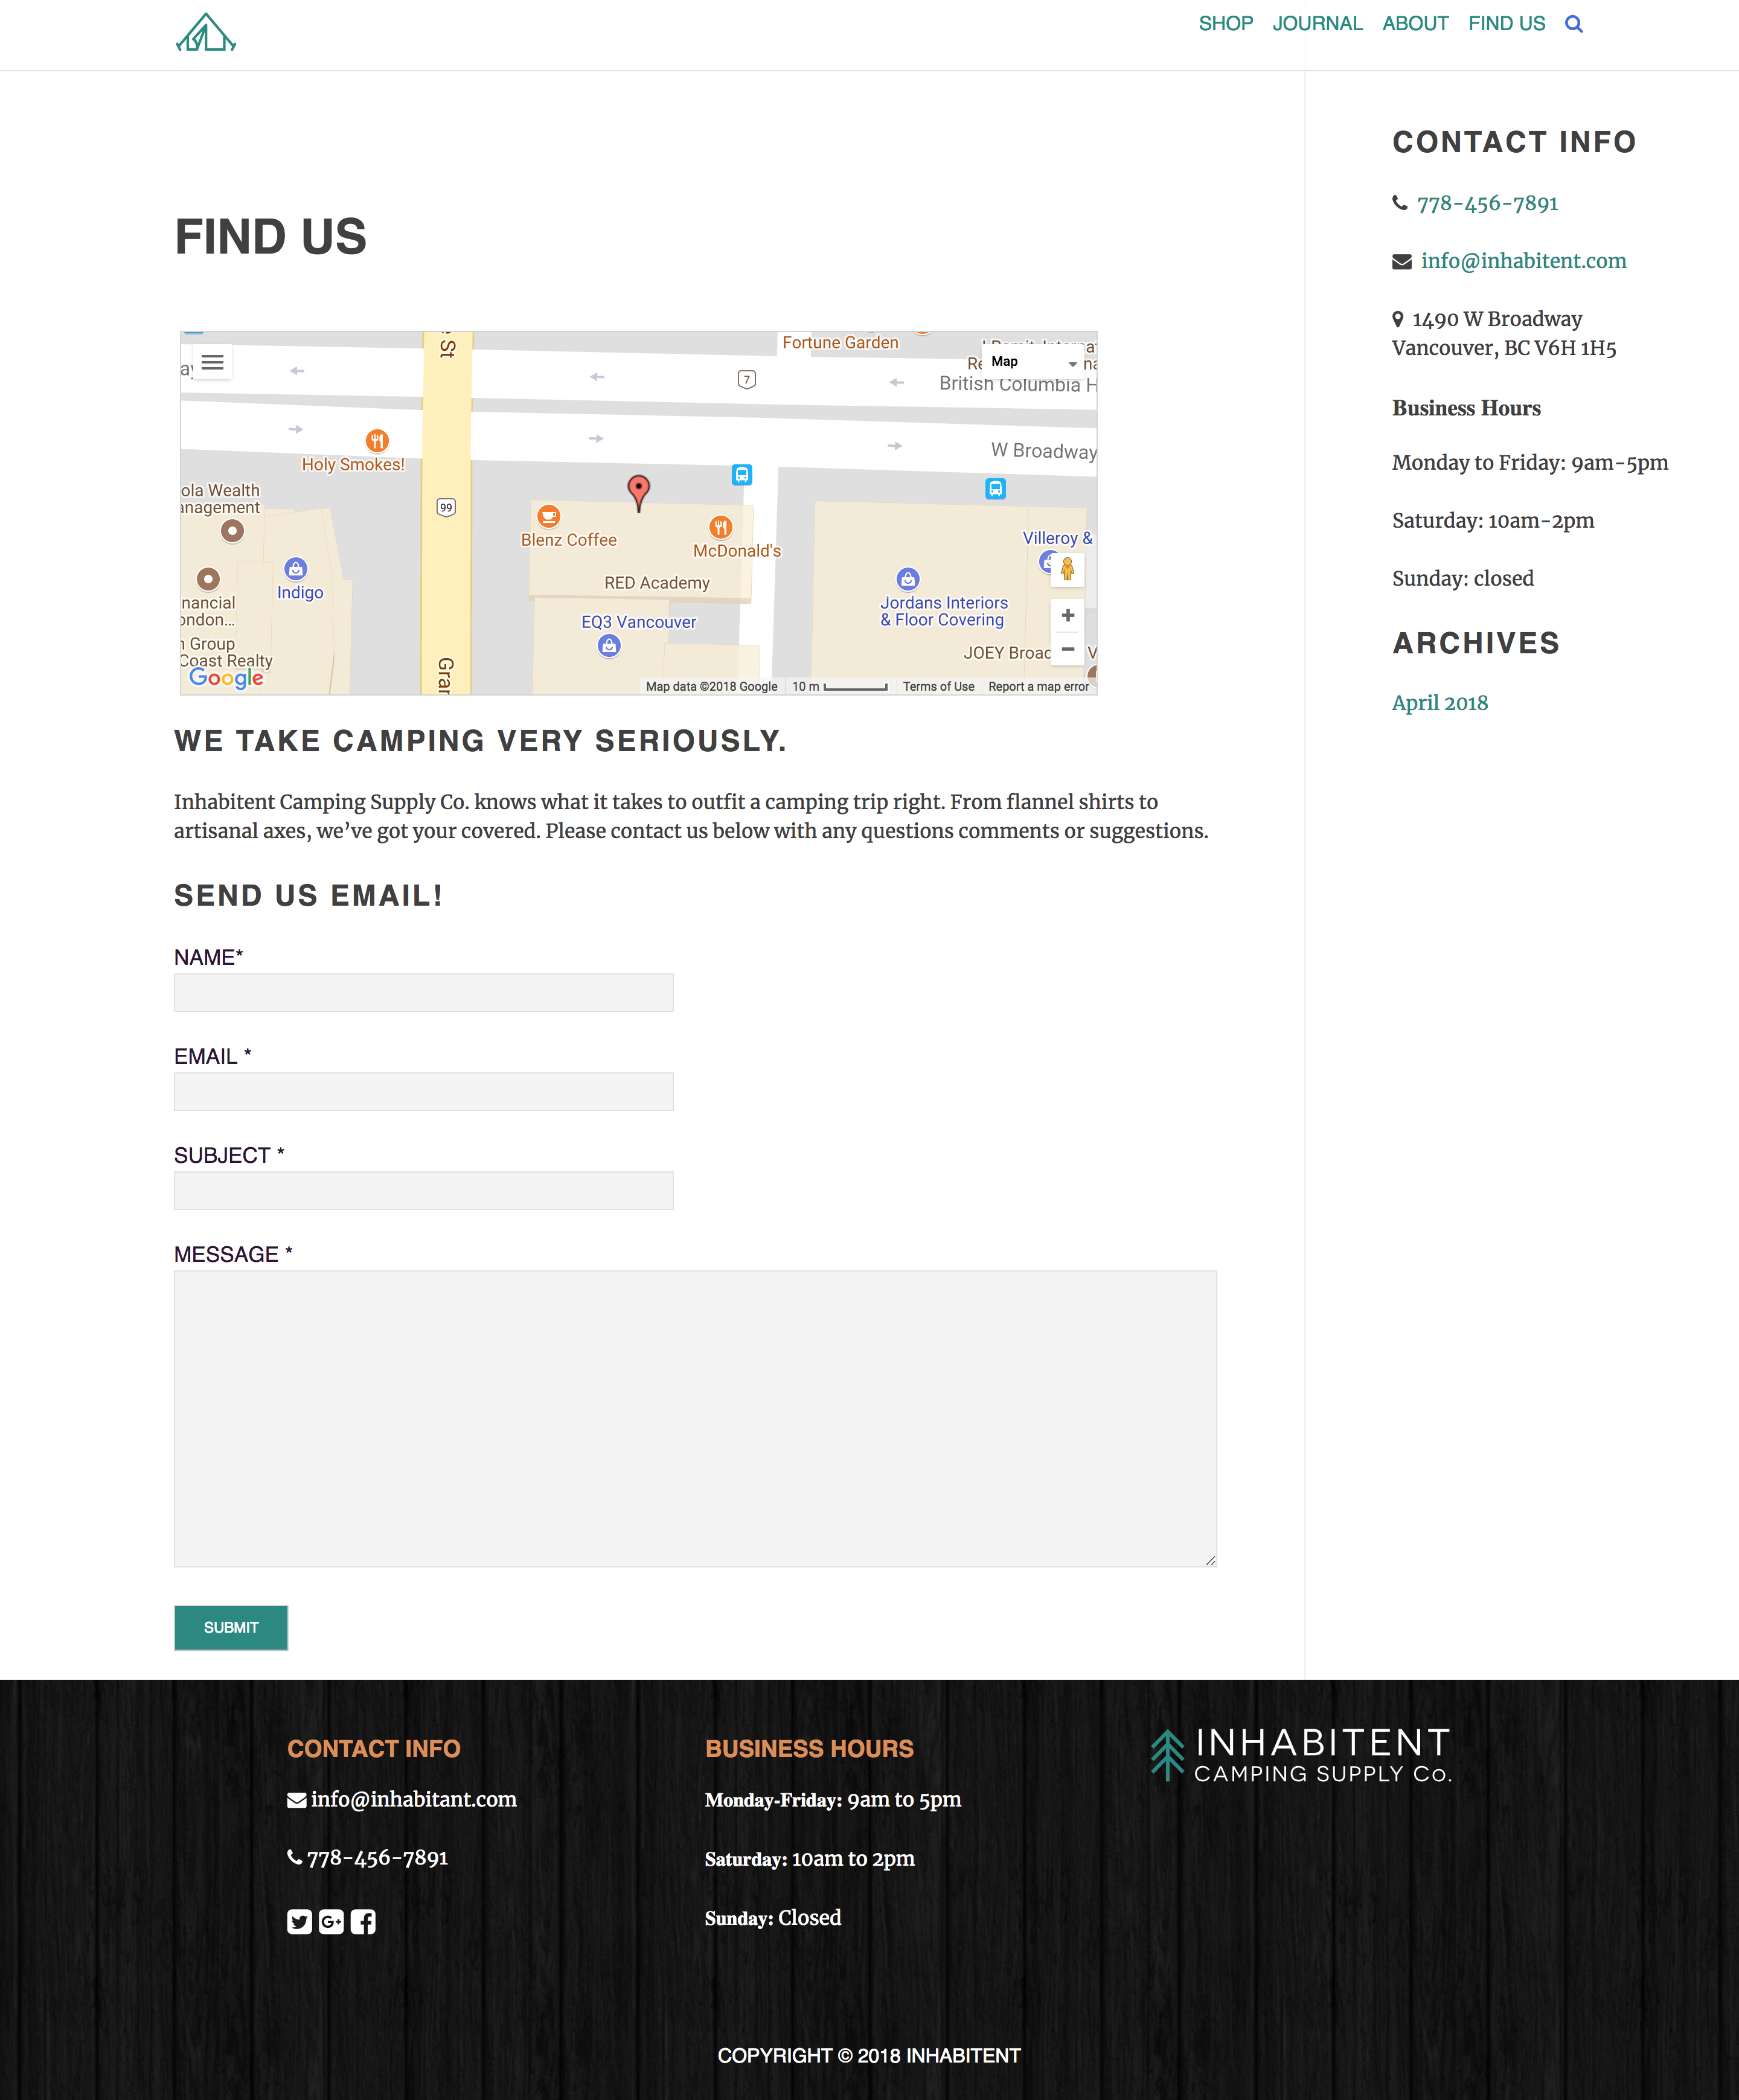 SHOP JOURNAL ABOUT FIND US
FIND US
St
Fortune Garden
Map
7
British Columbia H
Holy Smokes!
W Broadway
ola Wealth
anagement
99
Blenz Coffee
McDonald's
Villeroy &
RED Academy
Indigo
Jordans Interiors
& Floor Covering
nancial
ondon...
EQ3 Vancouver
n Group
Coast Realty
JOEY Broad
Gran
Google
Map data ©2018 Google
10 m
Terms of Use
Report a map error
WE TAKE CAMPING VERY SERIOUSLY.
Inhabitent Camping Supply Co. knows what it takes to outfit a camping trip right. From flannel shirts to
artisanal axes, we’ve got your covered. Please contact us below with any questions comments or suggestions.
SEND US EMAIL!
NAME*
EMAIL *
SUBJECT *
MESSAGE *
SUBMIT
CONTACT INFO
778-456-7891
info@inhabitent.com
1490 W Broadway
Vancouver, BC V6H 1H5
Business Hours
Monday to Friday: 9am-5pm
Saturday: 10am-2pm
Sunday: closed
ARCHIVES
April 2018
CONTACT INFO
info@inhabitant.com
778-456-7891
BUSINESS HOURS
Monday-Friday: 9am to 5pm
Saturday: 10am to 2pm
Sunday: Closed
INHABITENT
CAMPING SUPPLY Co.
COPYRIGHT © 2018 INHABITENT